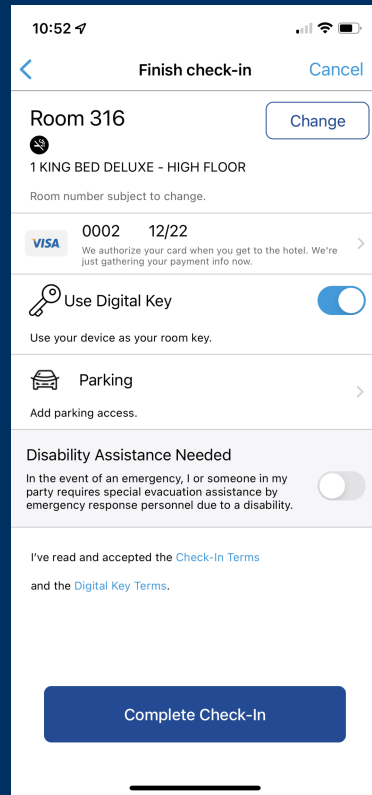 10:52
Finish check-in
Cancel
Room 316
Change
1 KING BED DELUXE - HIGH FLOOR
Room number subject to change.
VISA
0002 12/22
We authorize your card when you get to the hotel. We're
just gathering your payment info now.
Use Digital Key
Use your device as your room key.
Parking
Add parking access.
Disability Assistance Needed
In the event of an emergency, I or someone in my
party requires special evacuation assistance by
emergency response personnel due to a disability.
I've read and accepted the Check-In Terms
and the Digital Key Terms.
Complete Check-In